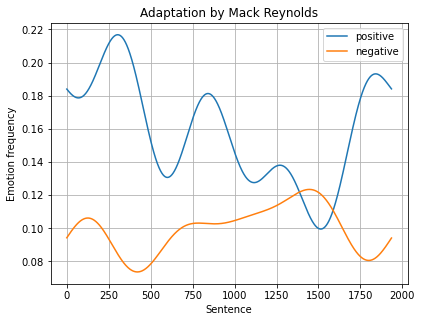 Adaptation by Mack Reynolds
positive
negative
Emotion frequency
0.22
0.20
0.18
0.16
0.14
0.12
0.10
0.08
0 250 500 750 1000 1250 1500 1750 2000
Sentence